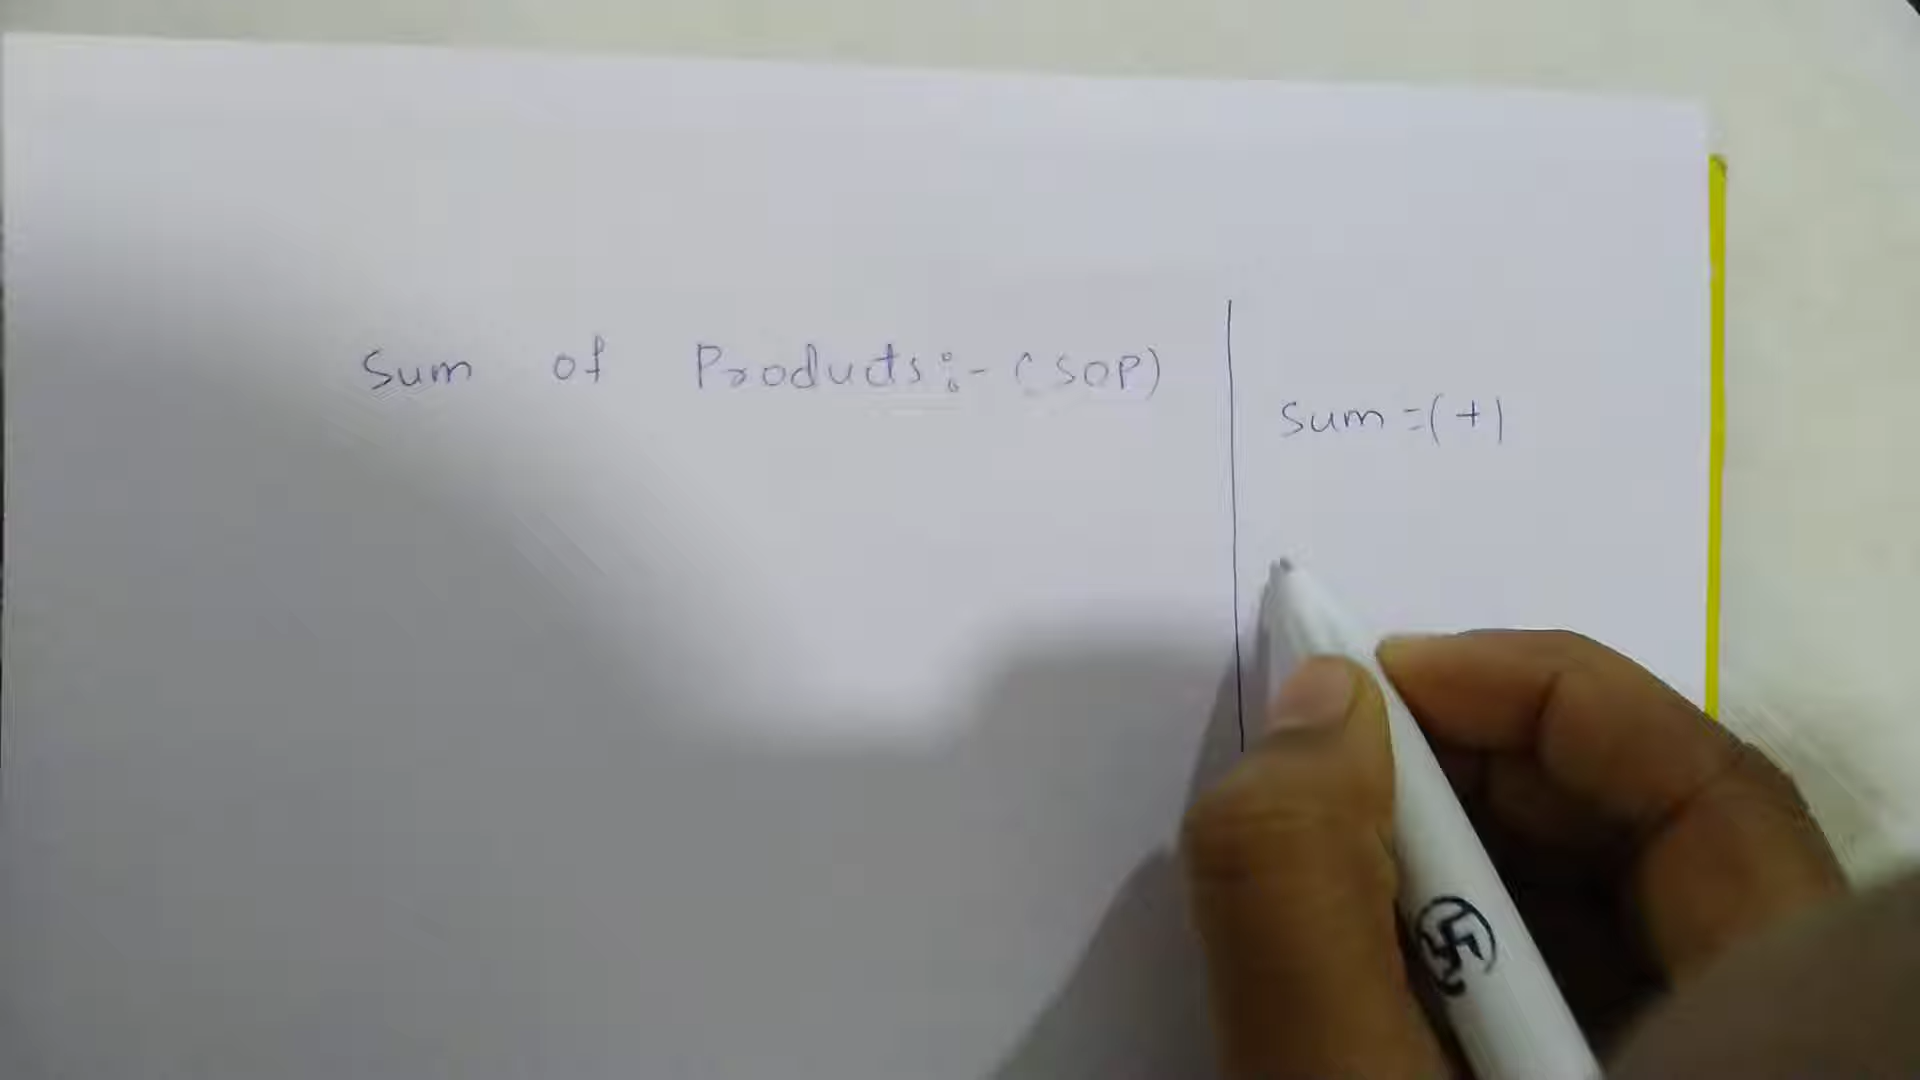 Sum of Products:- (SOP)
Sum =(+)